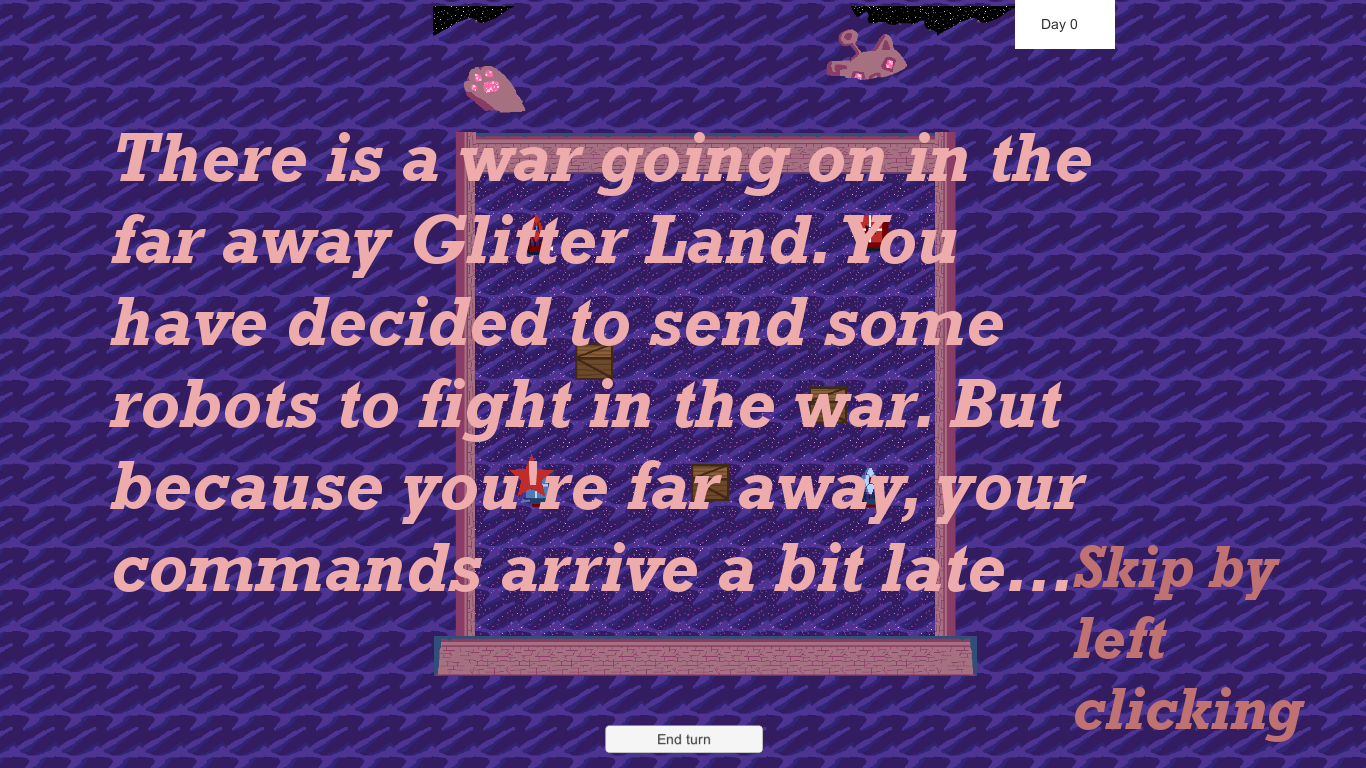 Day 0
There is a war going on in the
far away Glitter Land. You
have decided to send some
robots to fight in the war. But
because you're far away, your
commands arrive a bit late...
Skip by
left
clicking
End turn